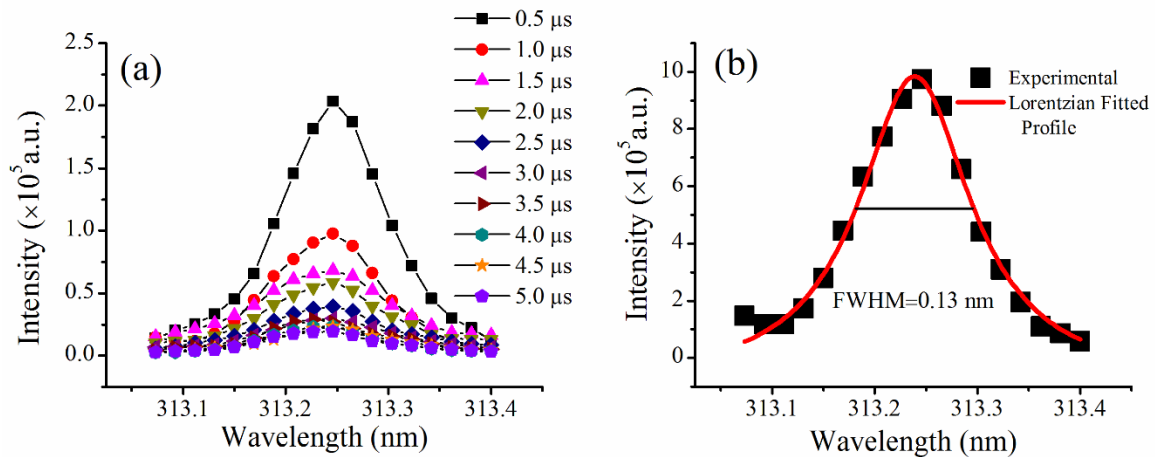 (a)
2.5
2.0
1.5
1.0
0.5
0.0
Intensity (×10⁵ a.u.)
313.1 313.2 313.3 313.4
Wavelength (nm)
0.5 μs
1.0 μs
1.5 μs
2.0 μs
2.5 μs
3.0 μs
3.5 μs
4.0 μs
4.5 μs
5.0 μs
(b)
10
8
6
4
2
0
Intensity (×10⁵ a.u.)
Experimental
Lorentzian Fitted
Profile
FWHM=0.13 nm
313.1 313.2 313.3 313.4
Wavelength (nm)